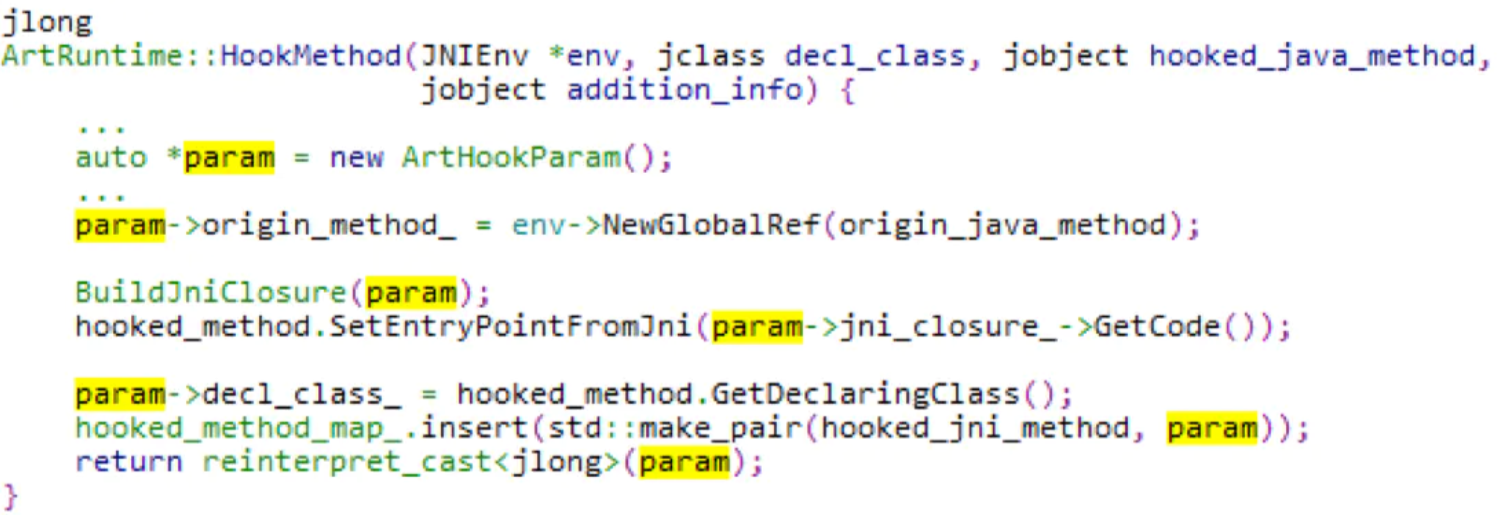 jlong
ArtRuntime::HookMethod(JNIEnv *env, jclass decl_class, jobject hooked_java_method,
                       jobject addition_info) {
    ...
    auto *param = new ArtHookParam();
    ...
    param->origin_method_ = env->NewGlobalRef(origin_java_method);

    BuildJniClosure(param);
    hooked_method.SetEntryPointFromJni(param->jni_closure_->GetCode());

    param->decl_class_ = hooked_method.GetDeclaringClass();
    hooked_method_map_.insert(std::make_pair(hooked_jni_method, param));
    return reinterpret_cast<jlong>(param);
}